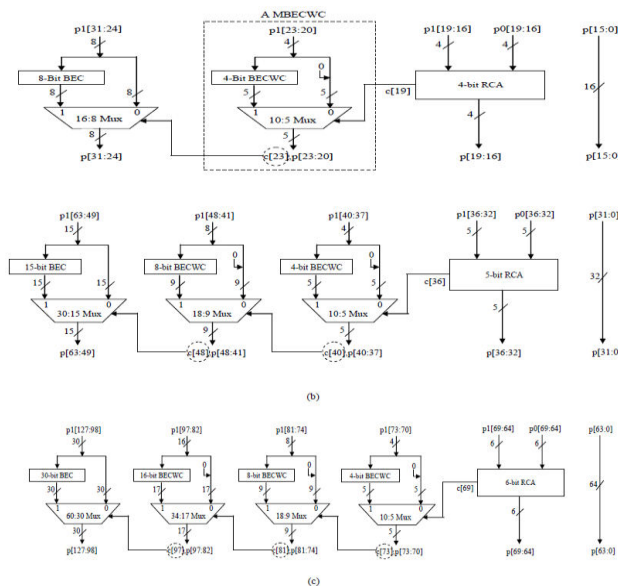 A MBECWC
p1[31:24] p1[23:20] p1[19:16] p0[19:16] p[15:0]
8 4 4 4
0
8-Bit BEC 4-Bit BECWC c[19] 4-bit RCA 16
8 8 5 5
1 0 1 0
16:8 Mux 10:5 Mux 4
8 5
p[31:24] c[23],p[23:20] p[19:16] p[15:0]
p1[63:49] p1[48:41] p1[40:37] p1[36:32] p0[36:32] p[31:0]
15 8 4 5 5
0 0
15-bit BEC 8-bit BECWC 4-bit BECWC c[36] 5-bit RCA 32
15 15 9 9 5 5
1 0 1 0 1 0
30:15 Mux 18:9 Mux 10:5 Mux 5
15 9 5
p[63:49] c[48],p[48:41] c[40],p[40:37] p[36:32] p[31:0]
(b)
p1[127:98] p1[97:82] p1[81:74] p1[73:70] p1[69:64] p0[69:64] p[63:0]
30 16 8 4 6 6
0 0 0
30-bit BEC 16-bit BECWC 8-bit BECWC 4-bit BECWC c[69] 6-bit RCA 64
30 30 17 17 9 9 5 5
1 0 1 0 1 0 1 0
60:30 Mux 34:17 Mux 18:9 Mux 10:5 Mux 6
30 17 9 5
p[127:98] c[97],p[97:82] c[81],p[81:74] c[73],p[73:70] p[69:64] p[63:0]
(c)